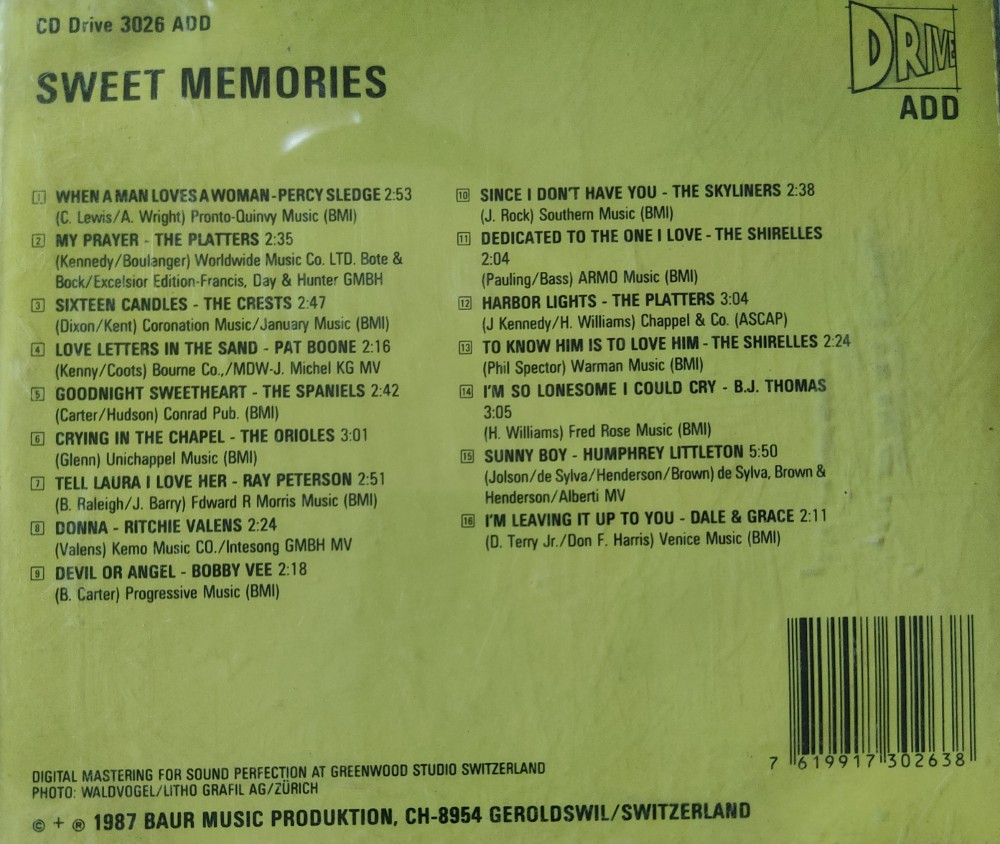 CD Drive 3026 ADD
DRIVE
ADD
SWEET MEMORIES
1 WHEN A MAN LOVES A WOMAN - PERCY SLEDGE 2:53
(C. Lewis/A. Wright) Pronto-Quinvy Music (BMI)
2 MY PRAYER - THE PLATTERS 2:35
(Kennedy/Boulanger) Worldwide Music Co. LTD. Bote &
Bock/Excelsior Edition-Francis, Day & Hunter GMBH
3 SIXTEEN CANDLES - THE CRESTS 2:47
(Dixon/Kent) Coronation Music/January Music (BMI)
4 LOVE LETTERS IN THE SAND - PAT BOONE 2:16
(Kenny/Coots) Bourne Co.,/MDW-J. Michel KG MV
5 GOODNIGHT SWEETHEART - THE SPANIELS 2:42
(Carter/Hudson) Conrad Pub. (BMI)
6 CRYING IN THE CHAPEL - THE ORIOLES 3:01
(Glenn) Unichappel Music (BMI)
7 TELL LAURA I LOVE HER - RAY PETERSON 2:51
(B. Raleigh/J. Barry) Fdward R Morris Music (BMI)
8 DONNA - RITCHIE VALENS 2:24
(Valens) Kemo Music CO./Intesong GMBH MV
9 DEVIL OR ANGEL - BOBBY VEE 2:18
(B. Carter) Progressive Music (BMI)
10 SINCE I DON'T HAVE YOU - THE SKYLINERS 2:38
(J. Rock) Southern Music (BMI)
11 DEDICATED TO THE ONE I LOVE - THE SHIRELLES
2:04
(Pauling/Bass) ARMO Music (BMI)
12 HARBOR LIGHTS - THE PLATTERS 3:04
(J Kennedy/H. Williams) Chappel & Co. (ASCAP)
13 TO KNOW HIM IS TO LOVE HIM - THE SHIRELLES 2:24
(Phil Spector) Warman Music (BMI)
14 I'M SO LONESOME I COULD CRY - B.J. THOMAS
3:05
(H. Williams) Fred Rose Music (BMI)
15 SUNNY BOY - HUMPHREY LITTLETON 5:50
(Jolson/de Sylva/Henderson/Brown) de Sylva, Brown &
Henderson/Alberti MV
16 I'M LEAVING IT UP TO YOU - DALE & GRACE 2:11
(D. Terry Jr./Don F. Harris) Venice Music (BMI)
7 619917 302638
DIGITAL MASTERING FOR SOUND PERFECTION AT GREENWOOD STUDIO SWITZERLAND
PHOTO: WALDVOGEL/LITHO GRAFIL AG/ZÜRICH
© + ® 1987 BAUR MUSIC PRODUKTION, CH-8954 GEROLDSWIL/SWITZERLAND